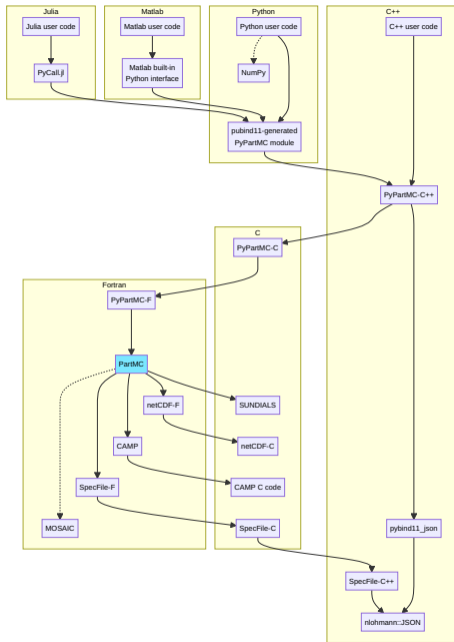 Julia
Matlab
Python
C++
Julia user code
Matlab user code
Python user code
C++ user code
PyCall.jl
Matlab built-in
Python interface
NumPy
pubind11-generated
PyPartMC module
PyPartMC-C++
C
PyPartMC-C
Fortran
PyPartMC-F
PartMC
netCDF-F
SUNDIALS
CAMP
netCDF-C
SpecFile-F
CAMP C code
MOSAIC
SpecFile-C
pybind11_json
SpecFile-C++
nlohmann::JSON